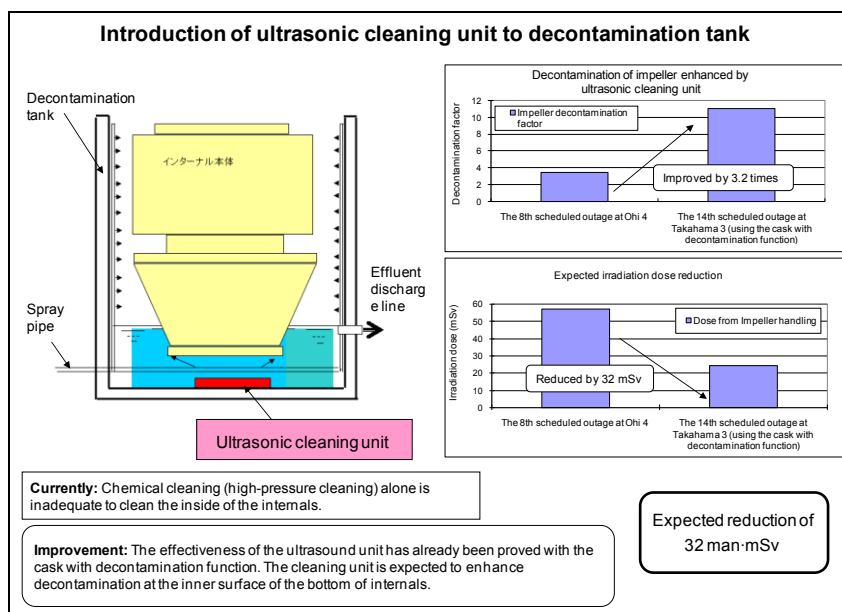 Introduction of ultrasonic cleaning unit to decontamination tank
Decontamination
tank
インターナル本体
Effluent
discharg
e line
Spray
pipe
Ultrasonic cleaning unit
Decontamination of impeller enhanced by
ultrasonic cleaning unit
Decontamination factor
12
10
8
6
4
2
0
Impeller decontamination
factor
Improved by 3.2 times
The 8th scheduled outage at Ohi 4
The 14th scheduled outage at
Takahama 3 (using the cask with
decontamination function)
Expected irradiation dose reduction
Irradiation dose (mSv)
60
50
40
30
20
10
0
Dose from Impeller handling
Reduced by 32 mSv
The 8th scheduled outage at Ohi 4
The 14th scheduled outage at
Takahama 3 (using the cask with
decontamination function)
Currently: Chemical cleaning (high-pressure cleaning) alone is
inadequate to clean the inside of the internals.
Improvement: The effectiveness of the ultrasound unit has already been proved with the
cask with decontamination function. The cleaning unit is expected to enhance
decontamination at the inner surface of the bottom of internals.
Expected reduction of
32 man·mSv